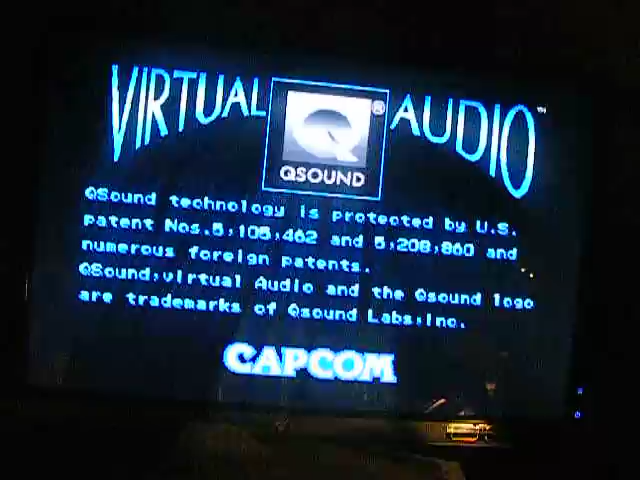 VIRTUAL AUDIO™
Q®
QSOUND
QSound technology is protected by U.S.
patent Nos.5,105,462 and 5,208,860 and
numerous foreign patents.
QSound,virtual Audio and the Qsound logo
are trademarks of Qsound Labs,Inc.
CAPCOM